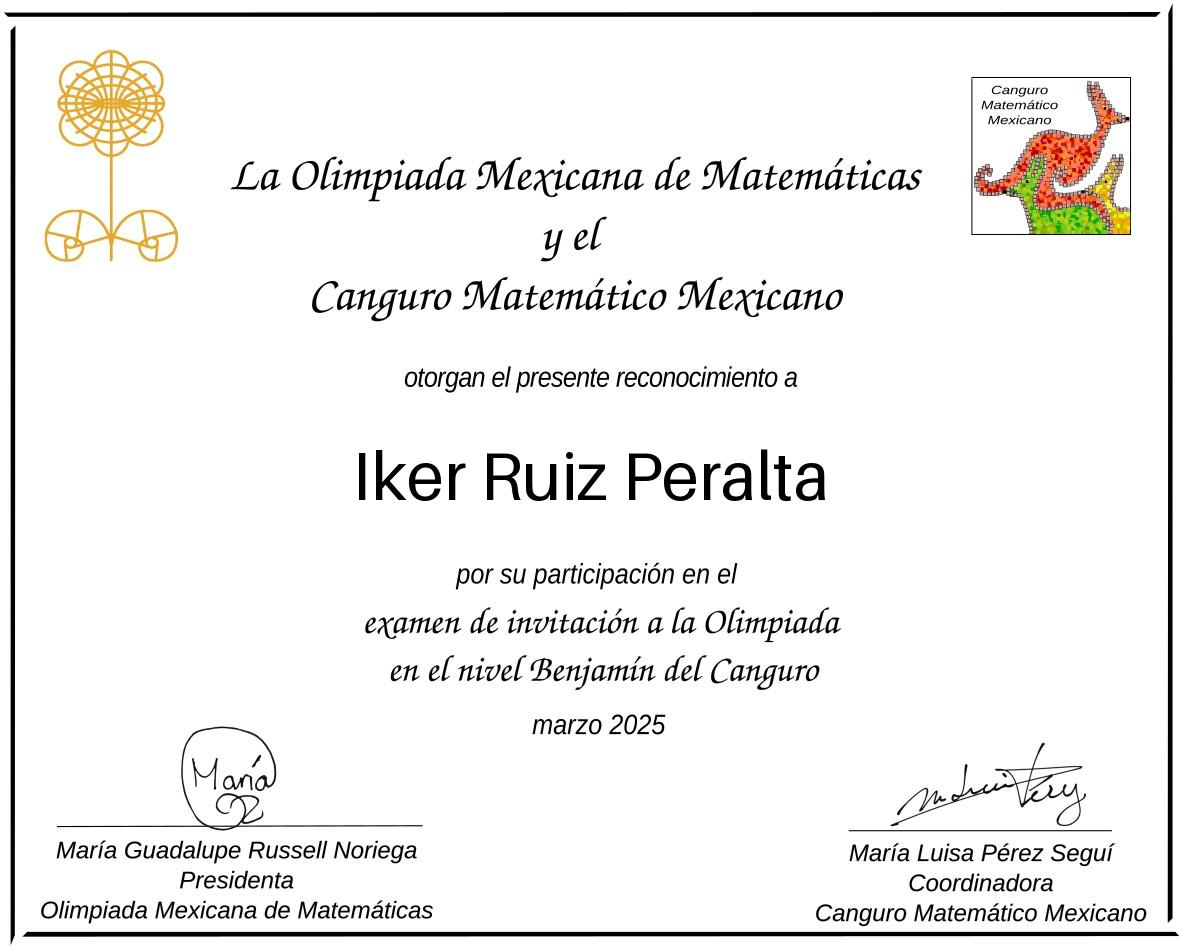 Canguro
Matemático
Mexicano
La Olimpiada Mexicana de Matemáticas
y el
Canguro Matemático Mexicano
otorgan el presente reconocimiento a
Iker Ruiz Peralta
por su participación en el
examen de invitación a la Olimpiada
en el nivel Benjamín del Canguro
marzo 2025
María
María Guadalupe Russell Noriega
Presidenta
Olimpiada Mexicana de Matemáticas
María Luisa Pérez Seguí
Coordinadora
Canguro Matemático Mexicano